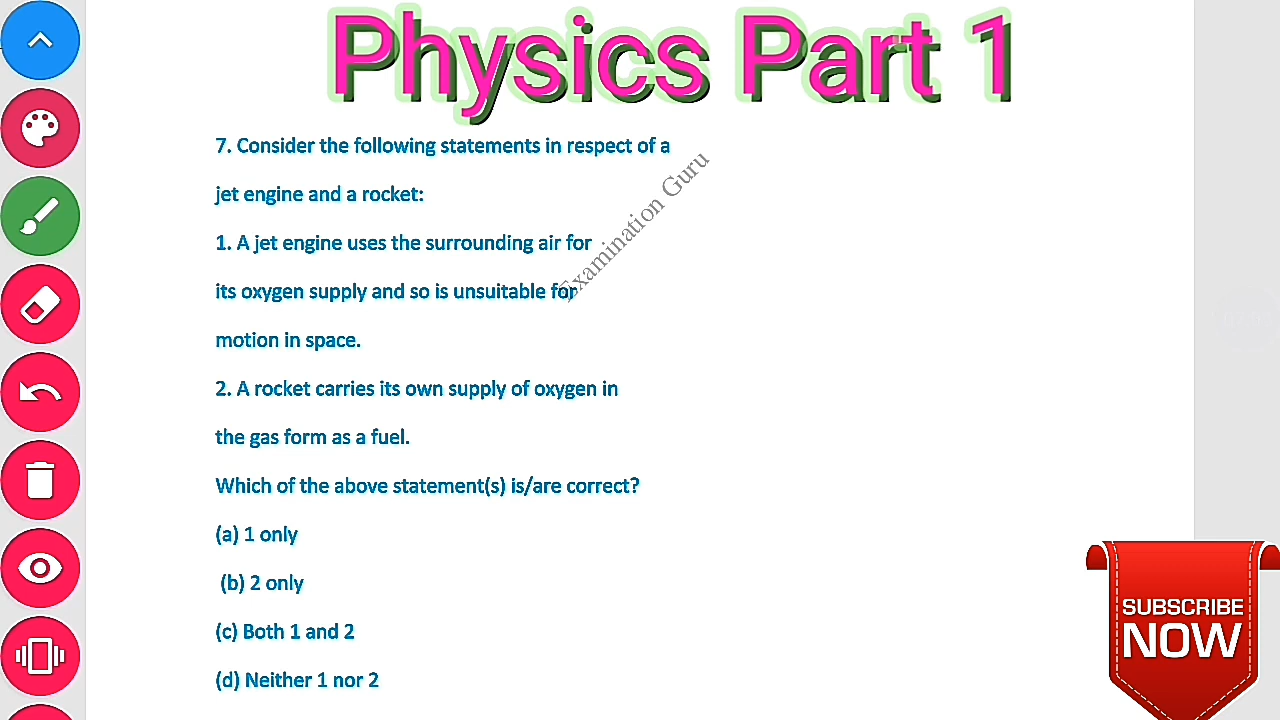 Physics Part 1
7. Consider the following statements in respect of a
jet engine and a rocket:
1. A jet engine uses the surrounding air for
its oxygen supply and so is unsuitable for
motion in space.
2. A rocket carries its own supply of oxygen in
the gas form as a fuel.
Which of the above statement(s) is/are correct?
(a) 1 only
(b) 2 only
(c) Both 1 and 2
(d) Neither 1 nor 2
Examination Guru
SUBSCRIBE
NOW